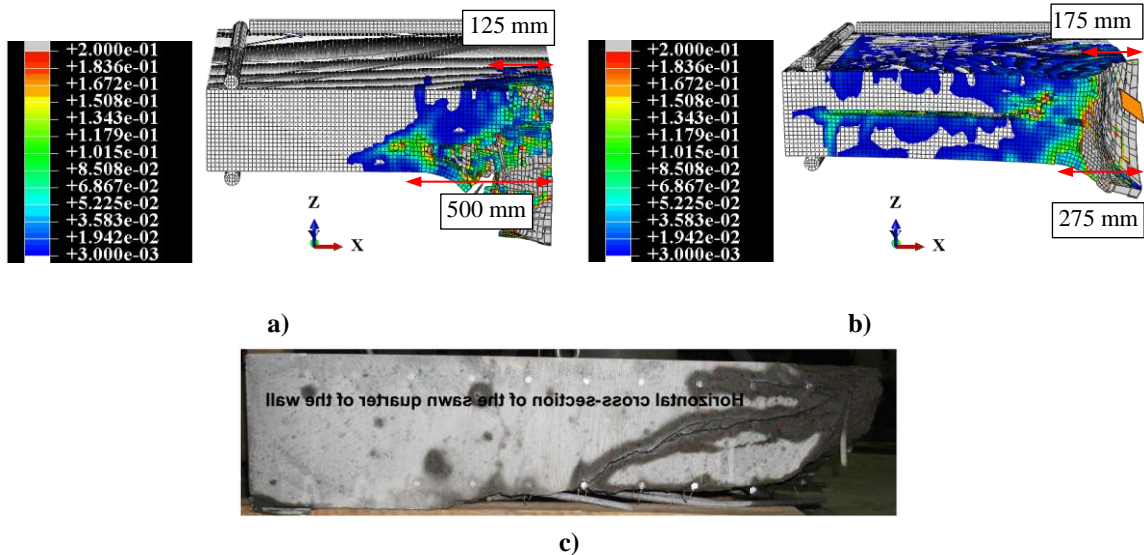 125 mm
+2.000e-01
+1.836e-01
+1.672e-01
+1.508e-01
+1.343e-01
+1.179e-01
+1.015e-01
+8.508e-02
+6.867e-02
+5.225e-02
+3.583e-02
+1.942e-02
+3.000e-03
500 mm
Z
X
a)
175 mm
+2.000e-01
+1.836e-01
+1.672e-01
+1.508e-01
+1.343e-01
+1.179e-01
+1.015e-01
+8.508e-02
+6.867e-02
+5.225e-02
+3.583e-02
+1.942e-02
+3.000e-03
275 mm
Z
X
b)
Horizontal cross-section of the sawn quarter of the wall
c)